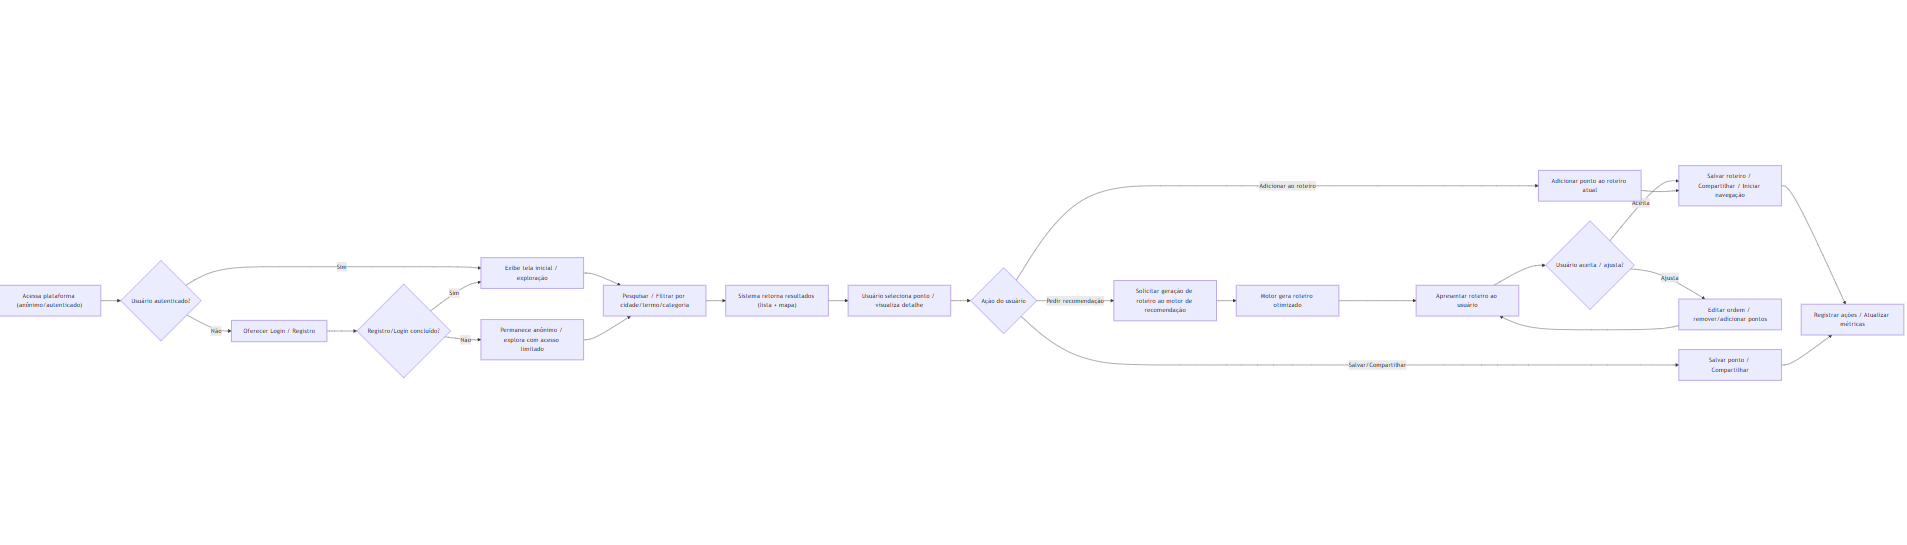 Acessa plataforma
(anônimo/autenticado)
Usuário autenticado?
Sim
Não
Oferecer Login / Registro
Registro/Login concluído?
Sim
Não
Exibe tela inicial /
exploração
Permanece anônimo /
explora com acesso
limitado
Pesquisar / Filtrar por
cidade/termo/categoria
Sistema retorna resultados
(lista + mapa)
Usuário seleciona ponto /
visualiza detalhe
Ação do usuário
Adicionar ao roteiro
Pedir recomendação
Salvar/Compartilhar
Solicitar geração de
roteiro ao motor de
recomendação
Motor gera roteiro
otimizado
Apresentar roteiro ao
usuário
Adicionar ponto ao roteiro
atual
Usuário aceita / ajusta?
Aceita
Ajusta
Salvar roteiro /
Compartilhar / Iniciar
navegação
Editar ordem /
remover/adicionar pontos
Salvar ponto /
Compartilhar
Registrar ações / Atualizar
métricas